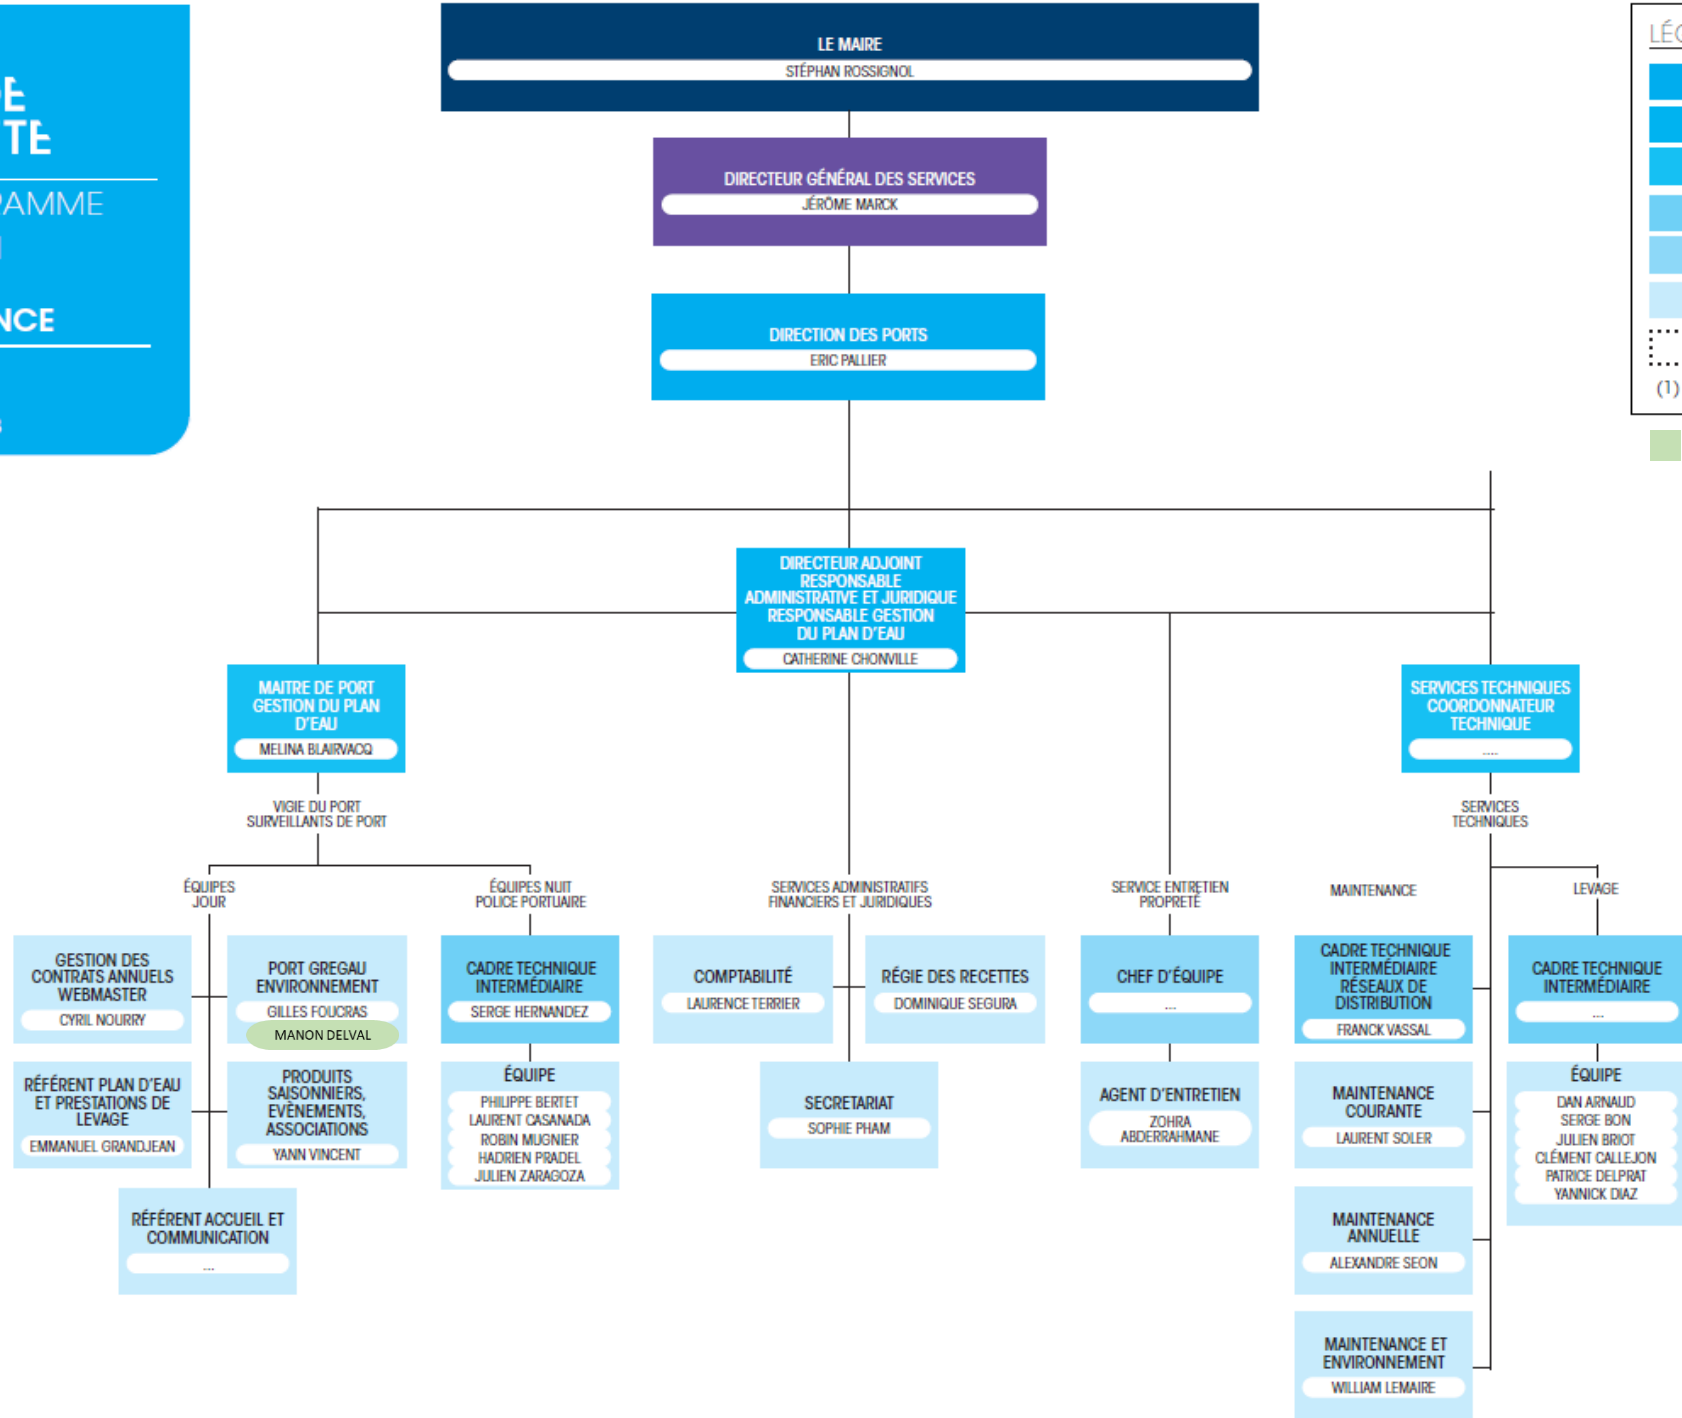 LE MAIRE
STÉPHAN ROSSIGNOL
DIRECTEUR GÉNÉRAL DES SERVICES
JÉRÔME MARCK
DIRECTION DES PORTS
ERIC PALLIER
(1)
DIRECTEUR ADJOINT
RESPONSABLE
ADMINISTRATIVE ET JURIDIQUE
RESPONSABLE GESTION
DU PLAN D'EAU
CATHERINE CHONVILLE
MAITRE DE PORT
GESTION DU PLAN
D'EAU
MELINA BLAIRVACQ
SERVICES TECHNIQUES
COORDONNATEUR
TECHNIQUE
.....
VIGIE DU PORT
SURVEILLANTS DE PORT
SERVICES
TECHNIQUES
ÉQUIPES
JOUR
ÉQUIPES NUIT
POLICE PORTUAIRE
SERVICES ADMINISTRATIFS
FINANCIERS ET JURIDIQUES
SERVICE ENTRETIEN
PROPRETÉ
MAINTENANCE
LEVAGE
GESTION DES
CONTRATS ANNUELS
WEBMASTER
CYRIL NOURRY
PORT GREGAU
ENVIRONNEMENT
GILLES FOUCRAS
MANON DELVAL
CADRE TECHNIQUE
INTERMÉDIAIRE
SERGE HERNANDEZ
COMPTABILITÉ
LAURENCE TERRIER
RÉGIE DES RECETTES
DOMINIQUE SEGURA
CHEF D'ÉQUIPE
...
CADRE TECHNIQUE
INTERMÉDIAIRE
RÉSEAUX DE
DISTRIBUTION
FRANCK VASSAL
CADRE TECHNIQUE
INTERMÉDIAIRE
...
RÉFÉRENT PLAN D'EAU
ET PRESTATIONS DE
LEVAGE
EMMANUEL GRANDJEAN
PRODUITS
SAISONNIERS,
EVÈNEMENTS,
ASSOCIATIONS
YANN VINCENT
ÉQUIPE
PHILIPPE BERTET
LAURENT CASANADA
ROBIN MUGNIER
HADRIEN PRADEL
JULIEN ZARAGOZA
SECRETARIAT
SOPHIE PHAM
AGENT D'ENTRETIEN
ZOHRA
ABDERRAHMANE
MAINTENANCE
COURANTE
LAURENT SOLER
ÉQUIPE
DAN ARNAUD
SERGE BON
JULIEN BRIOT
CLÉMENT CALLEJON
PATRICE DELPRAT
YANNICK DIAZ
RÉFÉRENT ACCUEIL ET
COMMUNICATION
...
MAINTENANCE
ANNUELLE
ALEXANDRE SEON
MAINTENANCE ET
ENVIRONNEMENT
WILLIAM LEMAIRE